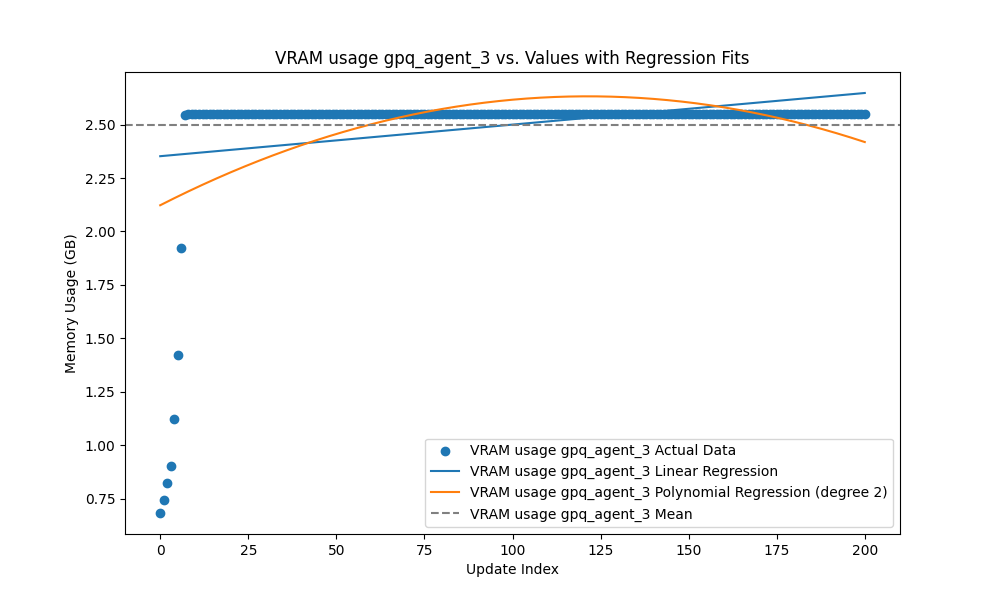 VRAM usage gpq_agent_3 vs. Values with Regression Fits
Memory Usage (GB)
2.50
2.25
2.00
1.75
1.50
1.25
1.00
0.75
VRAM usage gpq_agent_3 Actual Data
VRAM usage gpq_agent_3 Linear Regression
VRAM usage gpq_agent_3 Polynomial Regression (degree 2)
VRAM usage gpq_agent_3 Mean
0 25 50 75 100 125 150 175 200
Update Index